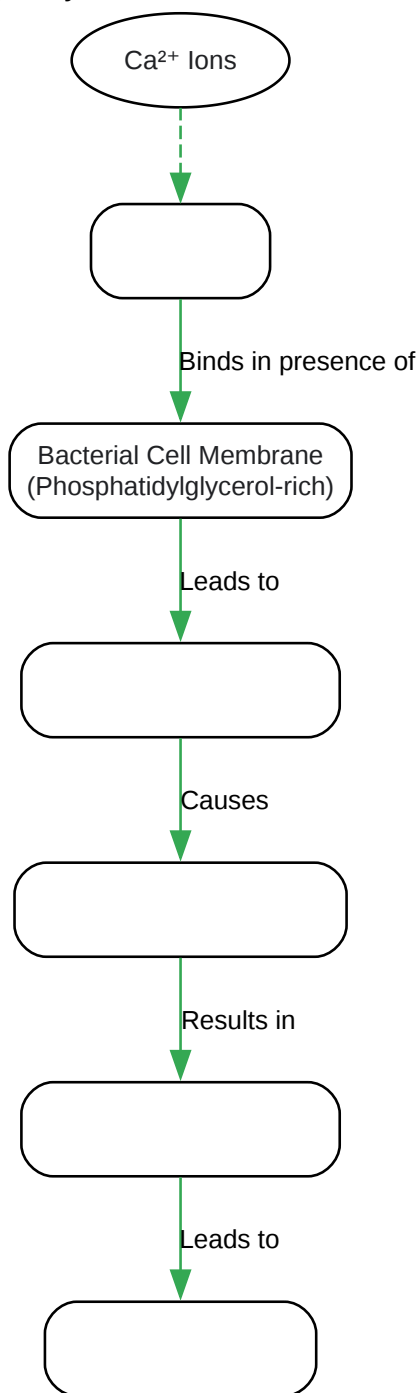 Ca²⁺ Ions
Binds in presence of
Bacterial Cell Membrane
(Phosphatidylglycerol-rich)
Leads to
Causes
Results in
Leads to